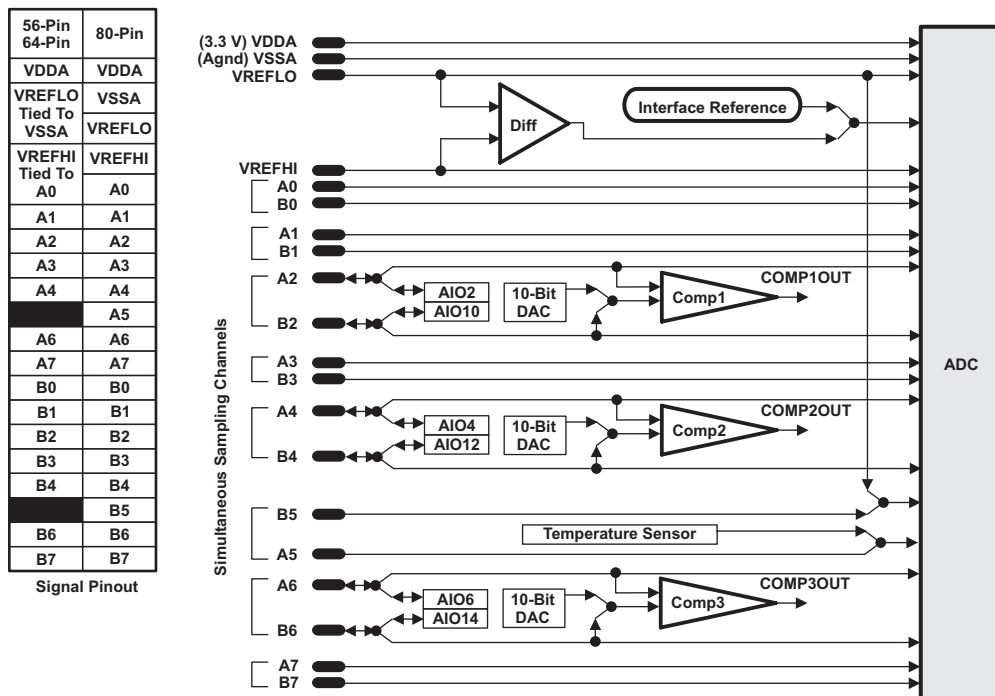 56-Pin
64-Pin
80-Pin
VDDA
VDDA
VREFLO
Tied To
VSSA
VSSA
VREFLO
VREFHI
Tied To
A0
VREFHI
A0
A1
A1
A2
A2
A3
A3
A4
A4
A5
A6
A6
A7
A7
B0
B0
B1
B1
B2
B2
B3
B3
B4
B4
B5
B6
B6
B7
B7
Signal Pinout
(3.3 V) VDDA
(Agnd) VSSA
VREFLO
Interface Reference
Diff
VREFHI
A0
B0
A1
B1
A2
B2
AIO2
AIO10
10-Bit
DAC
Comp1
COMP1OUT
A3
B3
A4
B4
AIO4
AIO12
10-Bit
DAC
Comp2
COMP2OUT
B5
Temperature Sensor
A5
A6
B6
AIO6
AIO14
10-Bit
DAC
Comp3
COMP3OUT
A7
B7
Simultaneous Sampling Channels
ADC